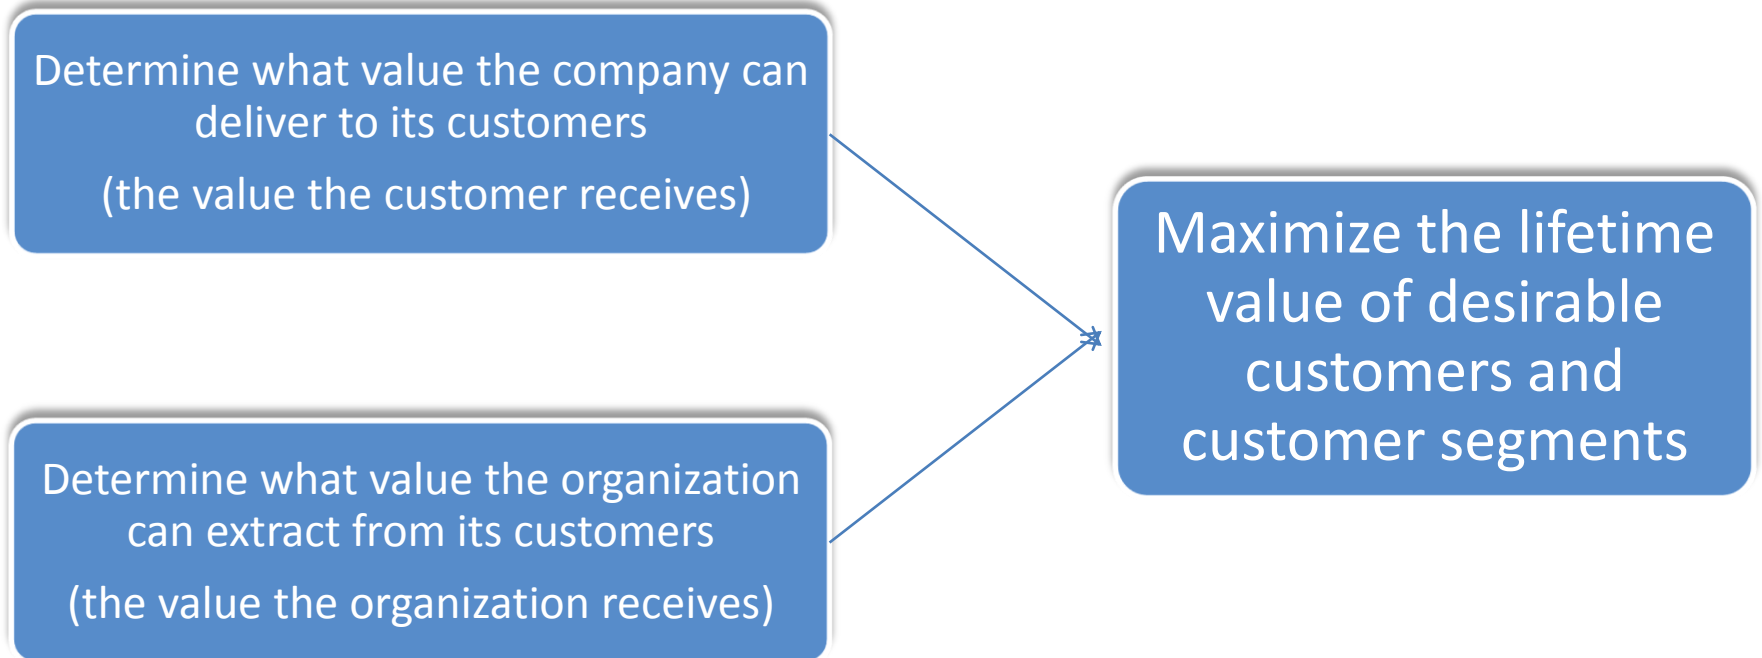 Determine what value the company can
deliver to its customers
(the value the customer receives)
Determine what value the organization
can extract from its customers
(the value the organization receives)
Maximize the lifetime
value of desirable
customers and
customer segments